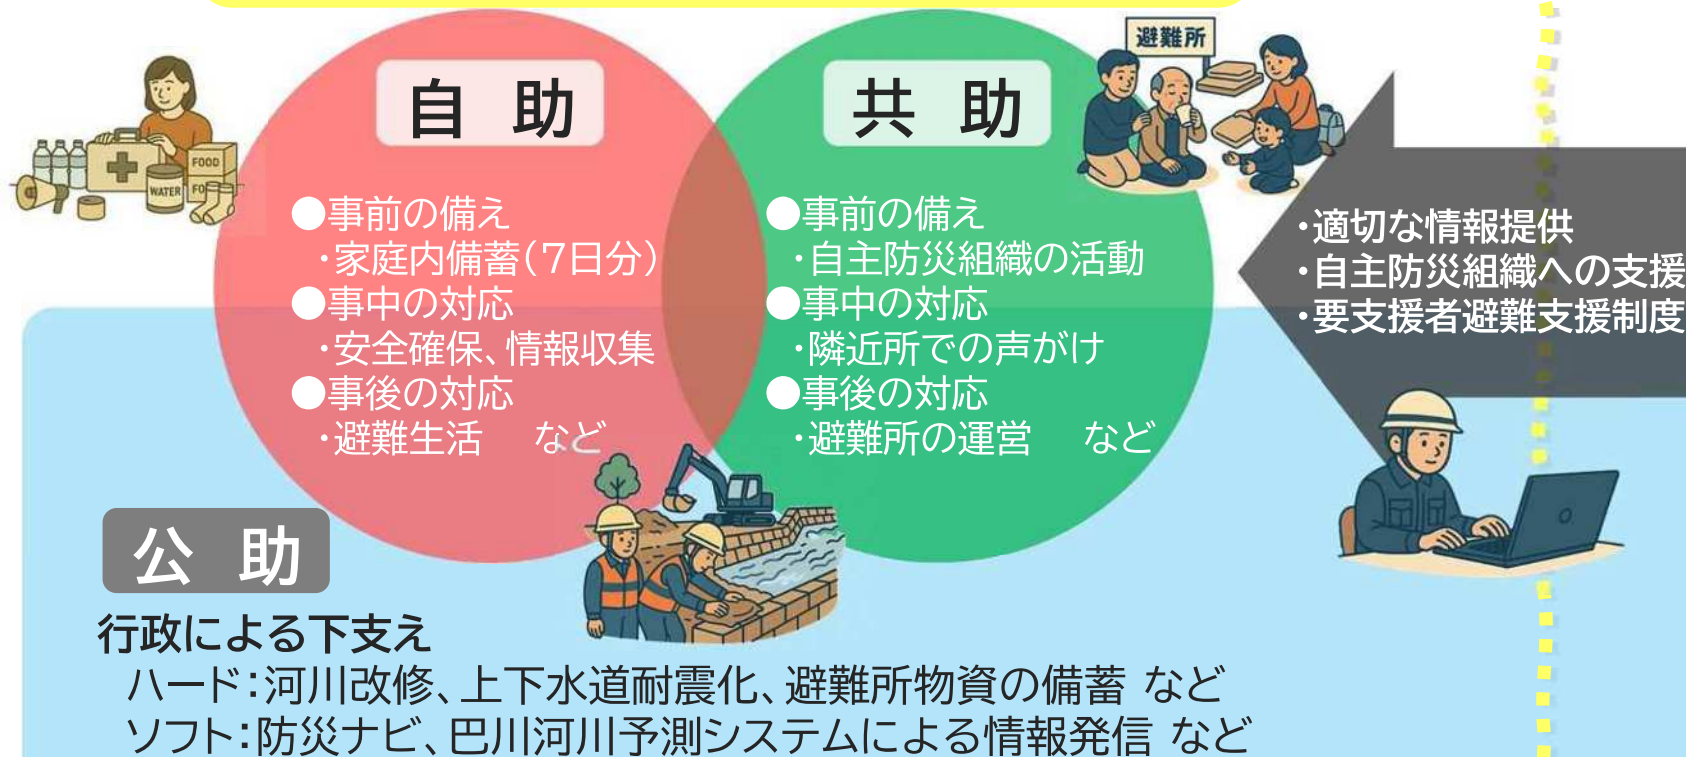 自 助
●事前の備え
・家庭内備蓄(7日分)
●事中の対応
・安全確保、情報収集
●事後の対応
・避難生活 など
共 助
●事前の備え
・自主防災組織の活動
●事中の対応
・隣近所での声がけ
●事後の対応
・避難所の運営 など
避難所
FOOD
WATER
FO
・適切な情報提供
・自主防災組織への支援
・要支援者避難支援制度
公 助
行政による下支え
ハード:河川改修、上下水道耐震化、避難所物資の備蓄 など
ソフト:防災ナビ、巴川河川予測システムによる情報発信 など